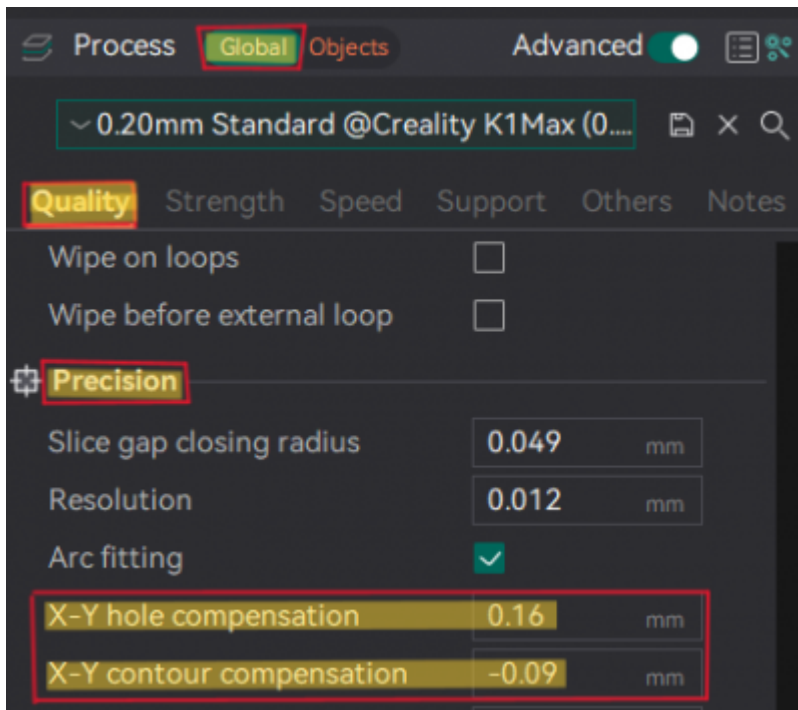 Process Global Objects Advanced
0.20mm Standard @Creality K1Max (0....
Quality Strength Speed Support Others Notes
Wipe on loops
Wipe before external loop
Precision
Slice gap closing radius 0.049 mm
Resolution 0.012 mm
Arc fitting
X-Y hole compensation 0.16 mm
X-Y contour compensation -0.09 mm